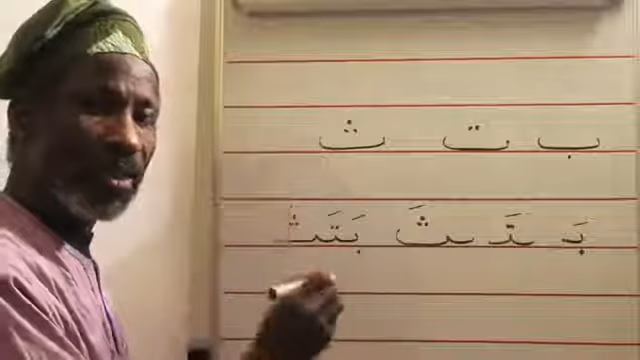 ب ت ث
بَ تَ ثَ بَتَثَ